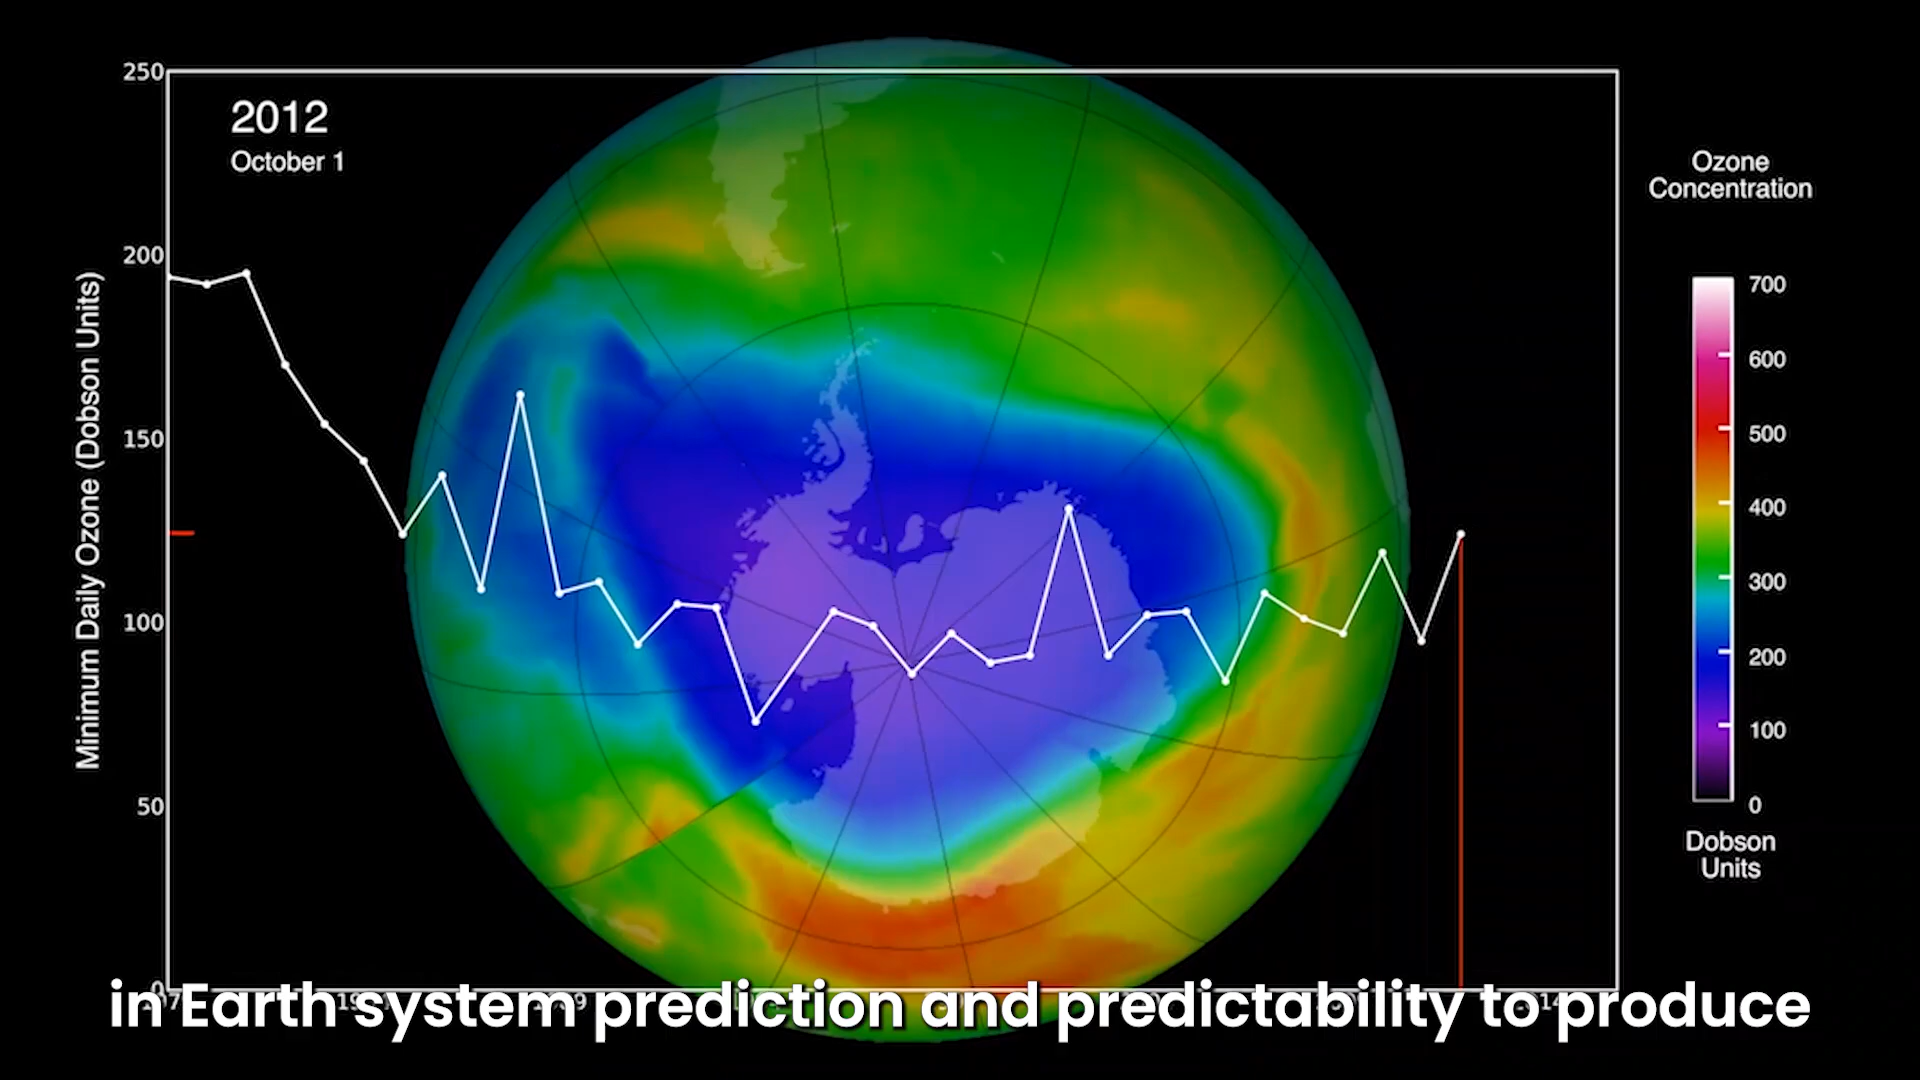 250
2012
October 1
Ozone
Concentration
200
150
100
50
Minimum Daily Ozone (Dobson Units)
700
600
500
400
300
200
100
0
Dobson
Units
in Earth system prediction and predictability to produce